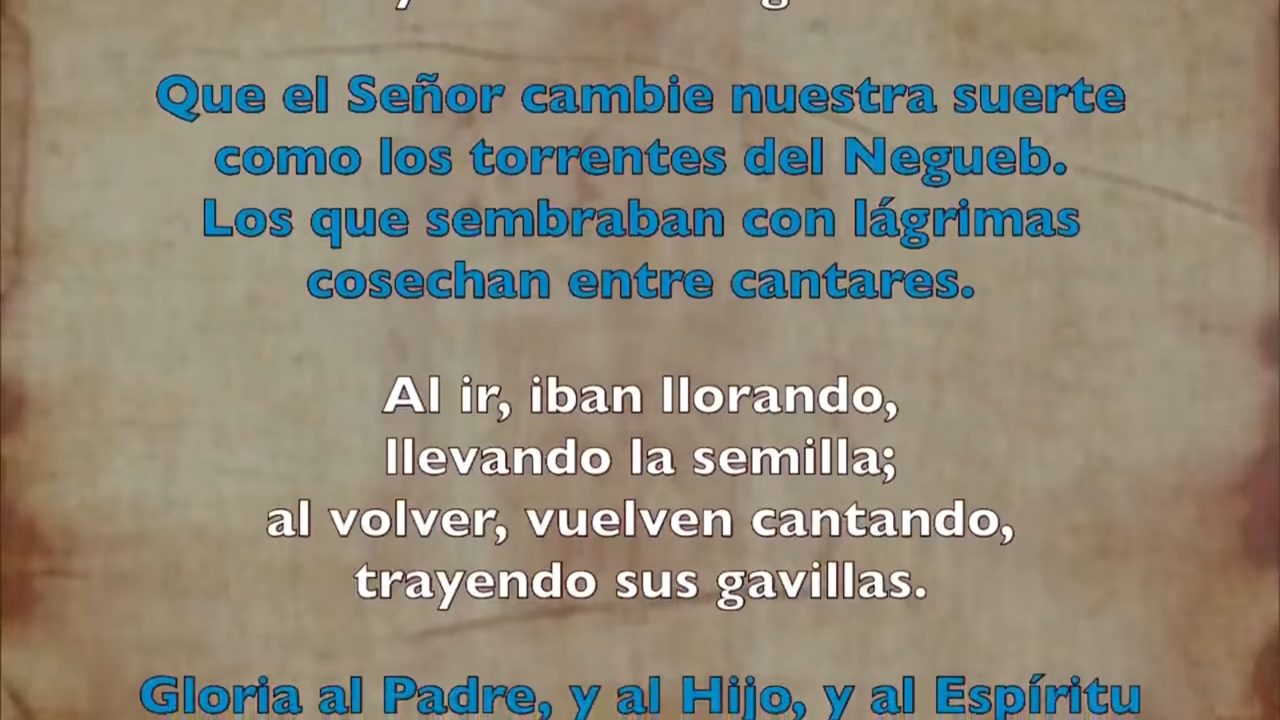 Que el Señor cambie nuestra suerte
como los torrentes del Negueb.
Los que sembraban con lágrimas
cosechan entre cantares.
Al ir, iban llorando,
llevando la semilla;
al volver, vuelven cantando,
trayendo sus gavillas.
Gloria al Padre, y al Hijo, y al Espíritu